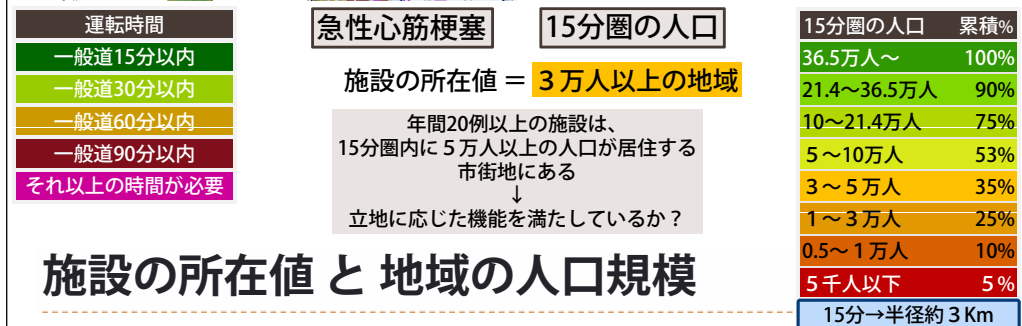 運転時間
一般道15分以内
一般道30分以内
一般道60分以内
一般道90分以内
それ以上の時間が必要
急性心筋梗塞
15分圏の人口
施設の所在値 = 3万人以上の地域
年間20例以上の施設は、
15分圏内に5万人以上の人口が居住する
市街地にある
↓
立地に応じた機能を満たしているか？
施設の所在値 と 地域の人口規模
15分圏の人口 累積%
36.5万人～ 100%
21.4～36.5万人 90%
10～21.4万人 75%
5～10万人 53%
3～5万人 35%
1～3万人 25%
0.5～1万人 10%
5千人以下 5%
15分→半径約3Km